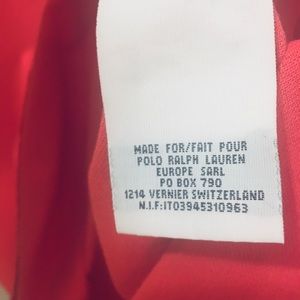 MADE FOR/FAIT POUR
POLO RALPH LAUREN
EUROPE SARL
PO BOX 790
1214 VERNIER SWITZERLAND
N.I.F:IT03945310963